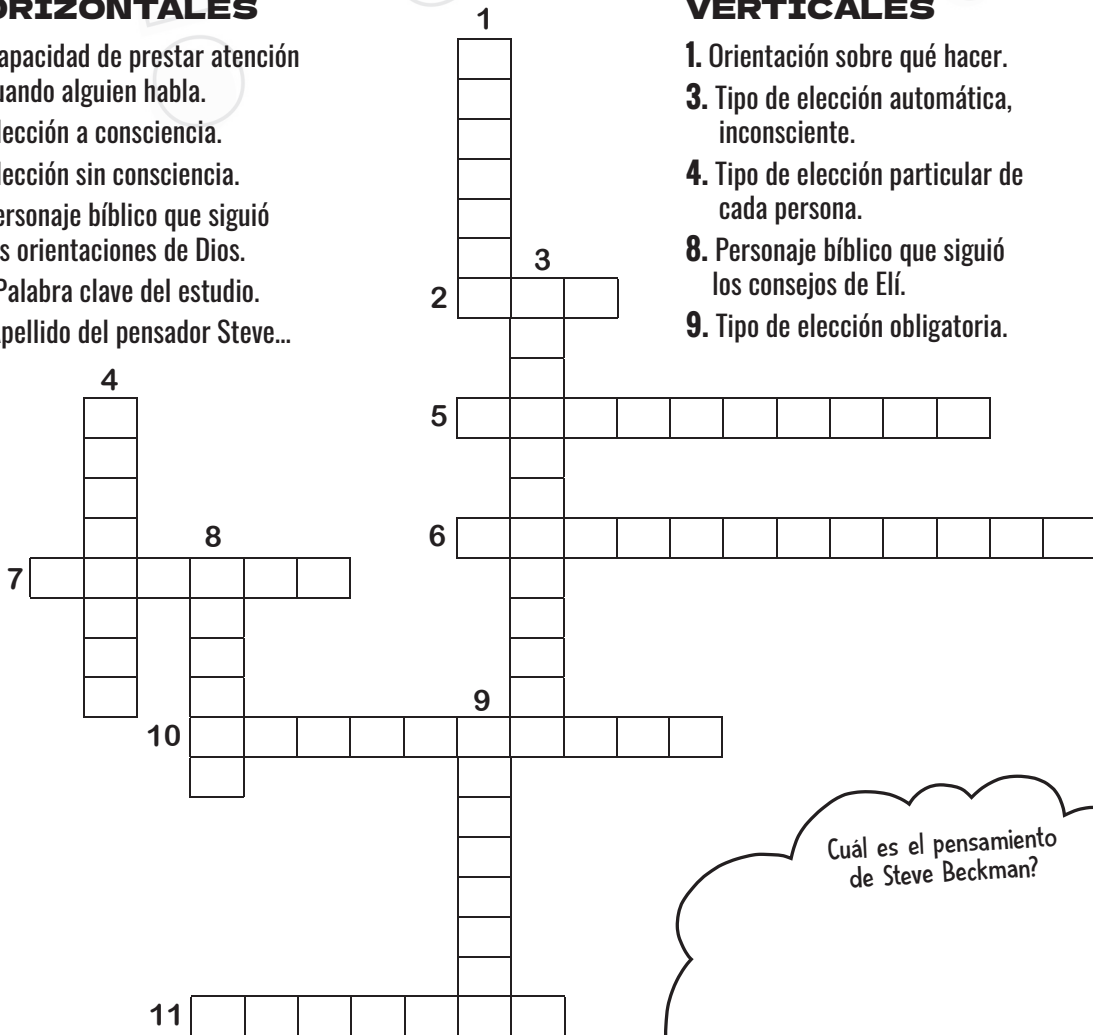 ORIZONTALES
apacidad de prestar atención
uando alguien habla.
lección a consciencia.
lección sin consciencia.
ersonaje bíblico que siguió
s orientaciones de Dios.
Palabra clave del estudio.
pellido del pensador Steve...
VERTICALES
1. Orientación sobre qué hacer.
3. Tipo de elección automática,
inconsciente.
4. Tipo de elección particular de
cada persona.
8. Personaje bíblico que siguió
los consejos de Elí.
9. Tipo de elección obligatoria.
1
3
2
4
5
8
6
7
9
10
11
Cuál es el pensamiento
de Steve Beckman?